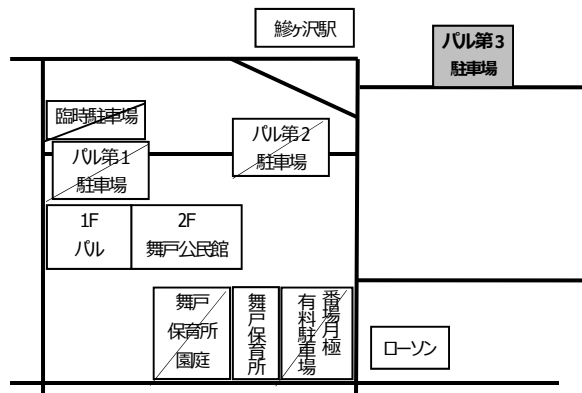 鰺ヶ沢駅
パル第3
駐車場
臨時駐車場
パル第1
駐車場
パル第2
駐車場
1F
パル
2F
舞戸公民館
舞戸
保育所
園庭
舞戸保育所
番場月極
有料駐車場
ローソン